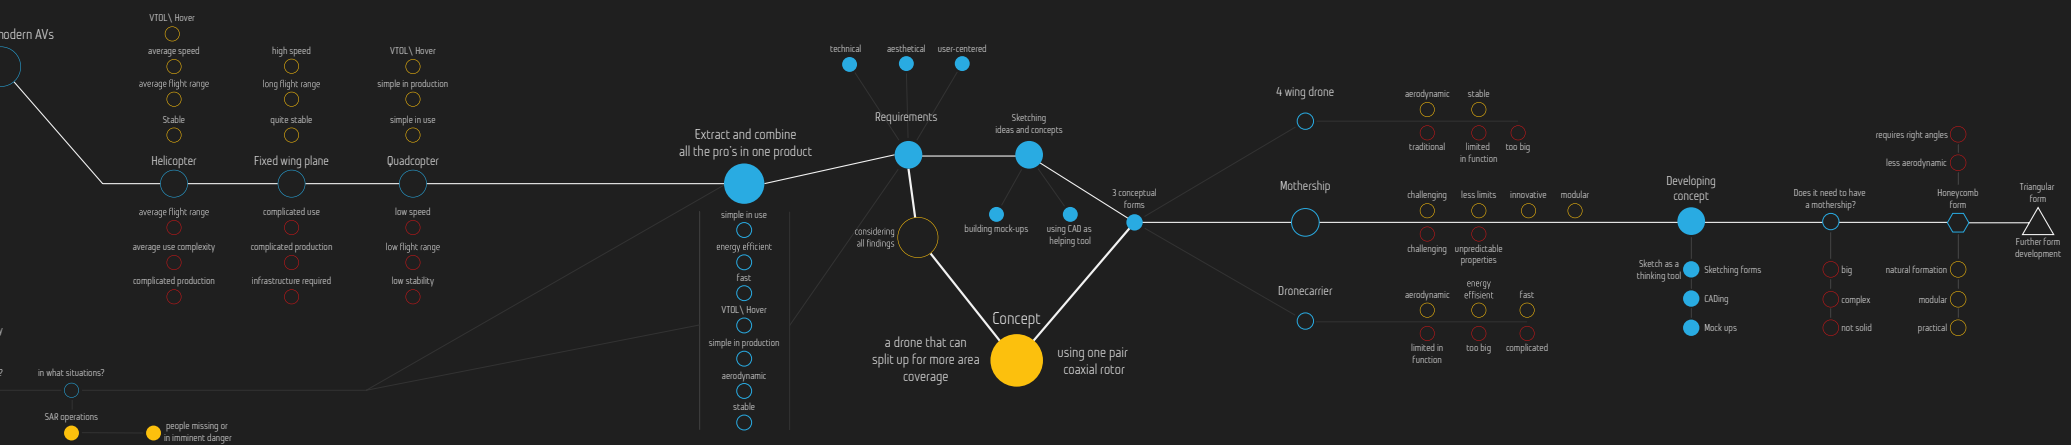 modern AVs
VTOL\ Hover
average speed
average flight range
Stable
Helicopter
average flight range
average use complexity
complicated production
high speed
long flight range
quite stable
Fixed wing plane
complicated use
complicated production
infrastructure required
VTOL\ Hover
simple in production
simple in use
Quadcopter
low speed
low flight range
low stability
y
?
in what situations?
SAR operations
people missing or
in imminent danger
Extract and combine
all the pro's in one product
simple in use
energy efficient
fast
VTOL\ Hover
simple in production
aerodynamic
stable
technical
aesthetical
user-centered
Requirements
considering
all findings
Sketching
ideas and concepts
building mock-ups
using CAD as
helping tool
Concept
a drone that can
split up for more area
coverage
using one pair
coaxial rotor
3 conceptual
forms
4 wing drone
aerodynamic
stable
traditional
limited
in function
too big
Mothership
challenging
less limits
innovative
modular
challenging
unpredictable
properties
Dronecarrier
aerodynamic
energy
effisient
fast
limited in
function
too big
complicated
Developing
concept
Sketch as a
thinking tool
Sketching forms
CADing
Mock ups
Does it need to have
a mothership?
big
complex
not solid
requires right angles
less aerodynamic
Honeycomb
form
natural formation
modular
practical
Triangular
form
Further form
development